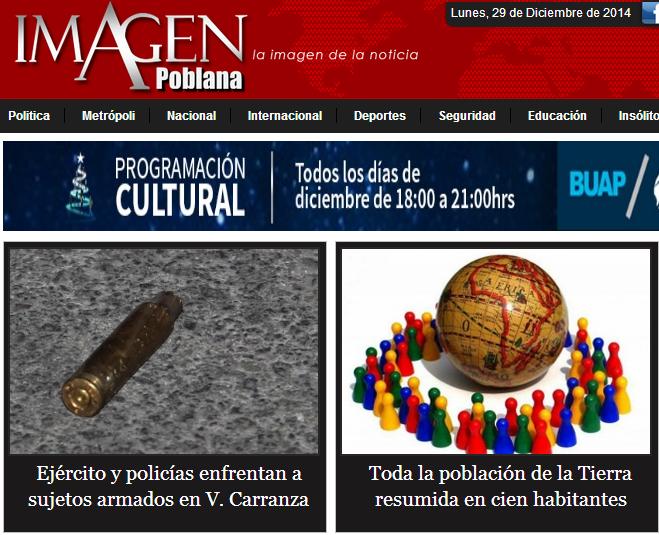 Lunes, 29 de Diciembre de 2014
IMAGEN
Poblana
la imagen de la noticia
Politica Metrópoli Nacional Internacional Deportes Seguridad Educación Insólito
PROGRAMACIÓN
CULTURAL
Todos los días de
diciembre de 18:00 a 21:00hrs
BUAP
Ejército y policías enfrentan a
sujetos armados en V. Carranza
Toda la población de la Tierra
resumida en cien habitantes